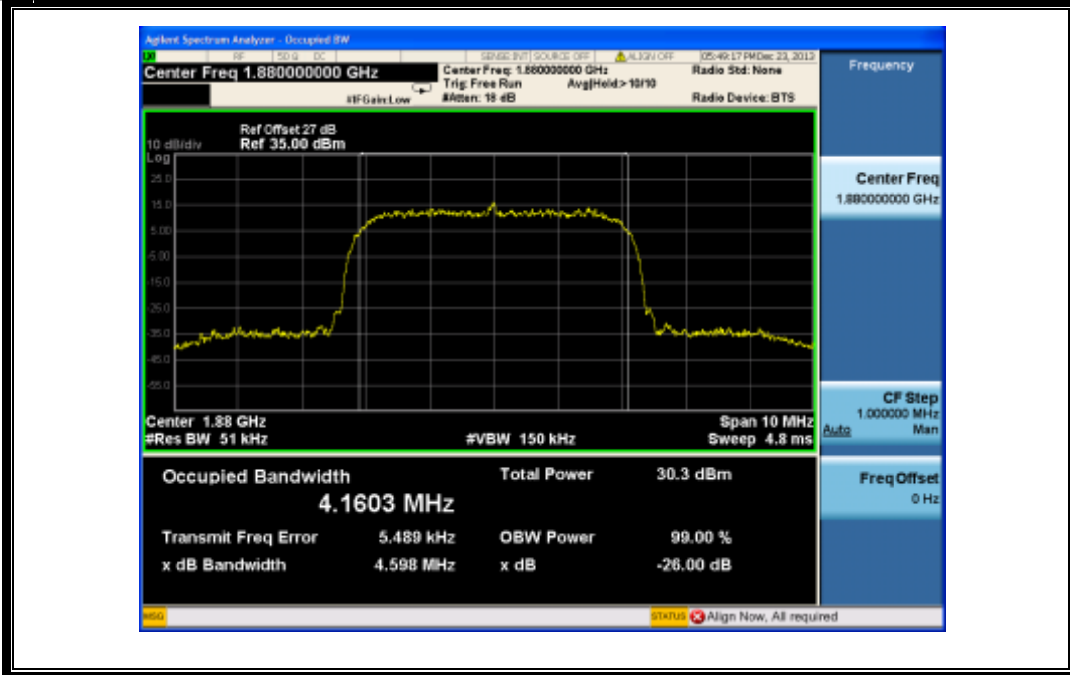 Agilent Spectrum Analyzer - Occupied BW
RF 50 Ω DC SENSE:INT SOURCE OFF ALIGN OFF 05:49:17 PM Dec 23, 2013
Center Freq 1.880000000 GHz
Center Freq: 1.880000000 GHz
Radio Std: None
Trig: Free Run Avg|Hold:> 10/10
#IFGain:Low #Atten: 18 dB
Radio Device: BTS
Ref Offset 27 dB
10 dB/div Ref 35.00 dBm
Log
25.0
15.0
5.00
-5.00
-15.0
-25.0
-35.0
-45.0
-55.0
Center 1.88 GHz Span 10 MHz
#Res BW 51 kHz #VBW 150 kHz Sweep 4.8 ms
Occupied Bandwidth Total Power 30.3 dBm
4.1603 MHz
Transmit Freq Error 5.489 kHz OBW Power 99.00 %
x dB Bandwidth 4.598 MHz x dB -26.00 dB
MSG STATUS Align Now, All required
Frequency
Center Freq
1.880000000 GHz
CF Step
1.000000 MHz
Auto Man
Freq Offset
0 Hz